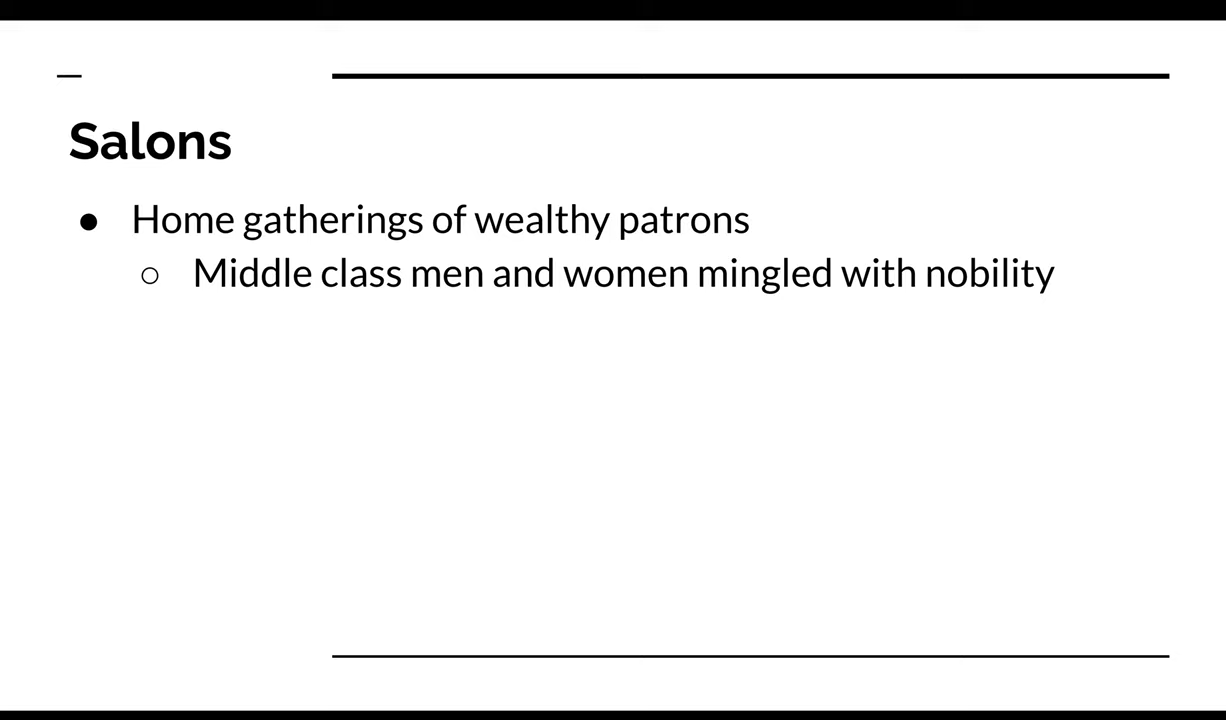 Salons
● Home gatherings of wealthy patrons
○ Middle class men and women mingled with nobility